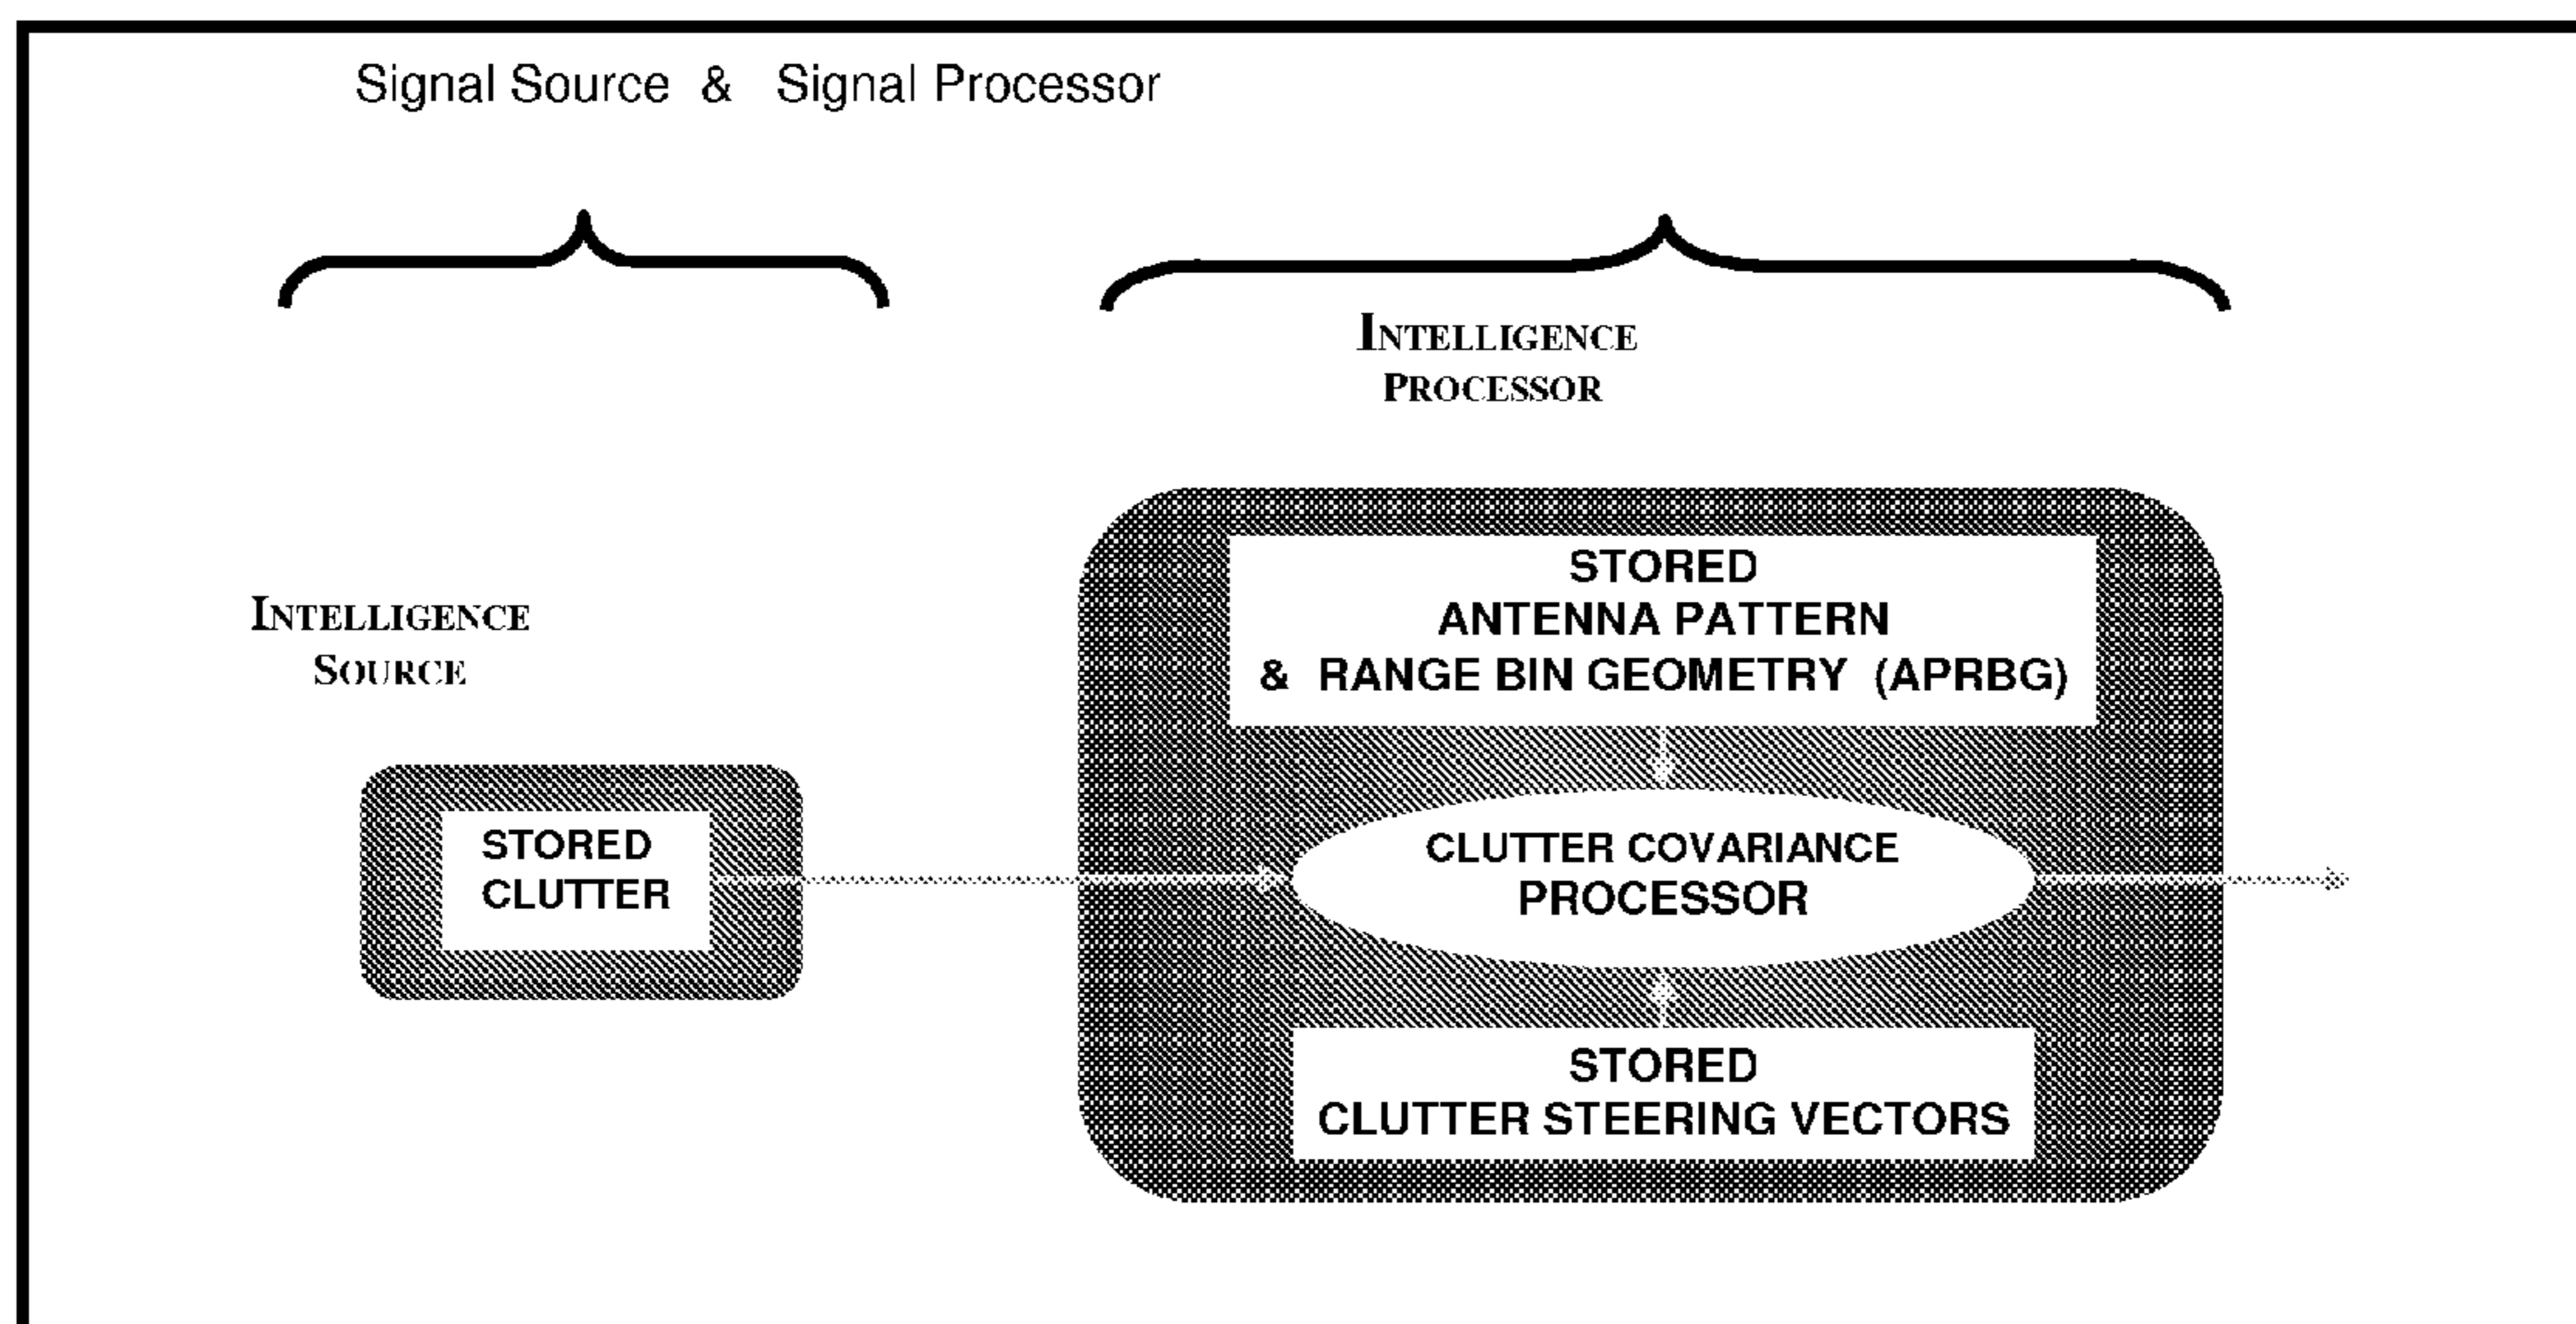 Signal Source & Signal Processor
INTELLIGENCE
PROCESSOR
INTELLIGENCE
SOURCE
STORED
ANTENNA PATTERN
& RANGE BIN GEOMETRY (APRBG)
STORED
CLUTTER
CLUTTER COVARIANCE
PROCESSOR
STORED
CLUTTER STEERING VECTORS